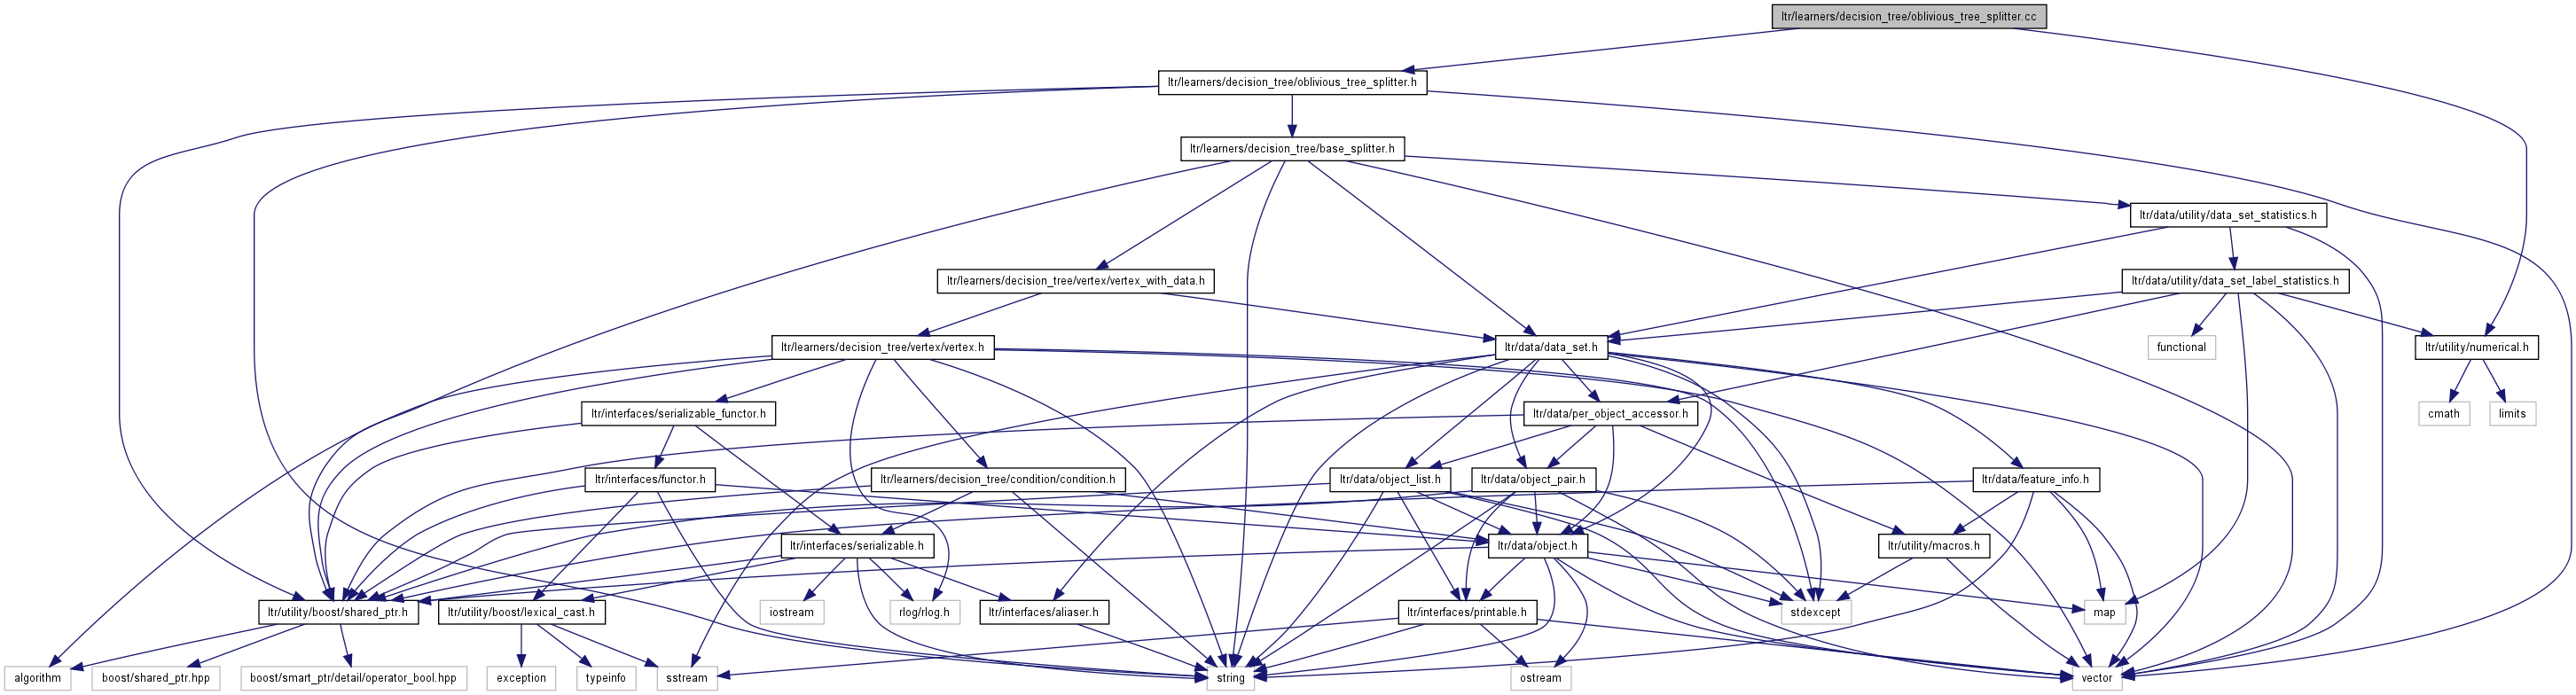 ltr/learners/decision_tree/oblivious_tree_splitter.cc
ltr/learners/decision_tree/oblivious_tree_splitter.h
ltr/learners/decision_tree/base_splitter.h
ltr/data/utility/data_set_statistics.h
ltr/learners/decision_tree/vertex/vertex_with_data.h
ltr/data/utility/data_set_label_statistics.h
ltr/learners/decision_tree/vertex/vertex.h
ltr/data/data_set.h
functional
ltr/utility/numerical.h
ltr/interfaces/serializable_functor.h
ltr/data/per_object_accessor.h
cmath
limits
ltr/interfaces/functor.h
ltr/learners/decision_tree/condition/condition.h
ltr/data/object_list.h
ltr/data/object_pair.h
ltr/data/feature_info.h
ltr/interfaces/serializable.h
ltr/data/object.h
ltr/utility/macros.h
ltr/utility/boost/shared_ptr.h
ltr/utility/boost/lexical_cast.h
iostream
rlog/rlog.h
ltr/interfaces/aliaser.h
ltr/interfaces/printable.h
stdexcept
map
algorithm
boost/shared_ptr.hpp
boost/smart_ptr/detail/operator_bool.hpp
exception
typeinfo
sstream
string
ostream
vector